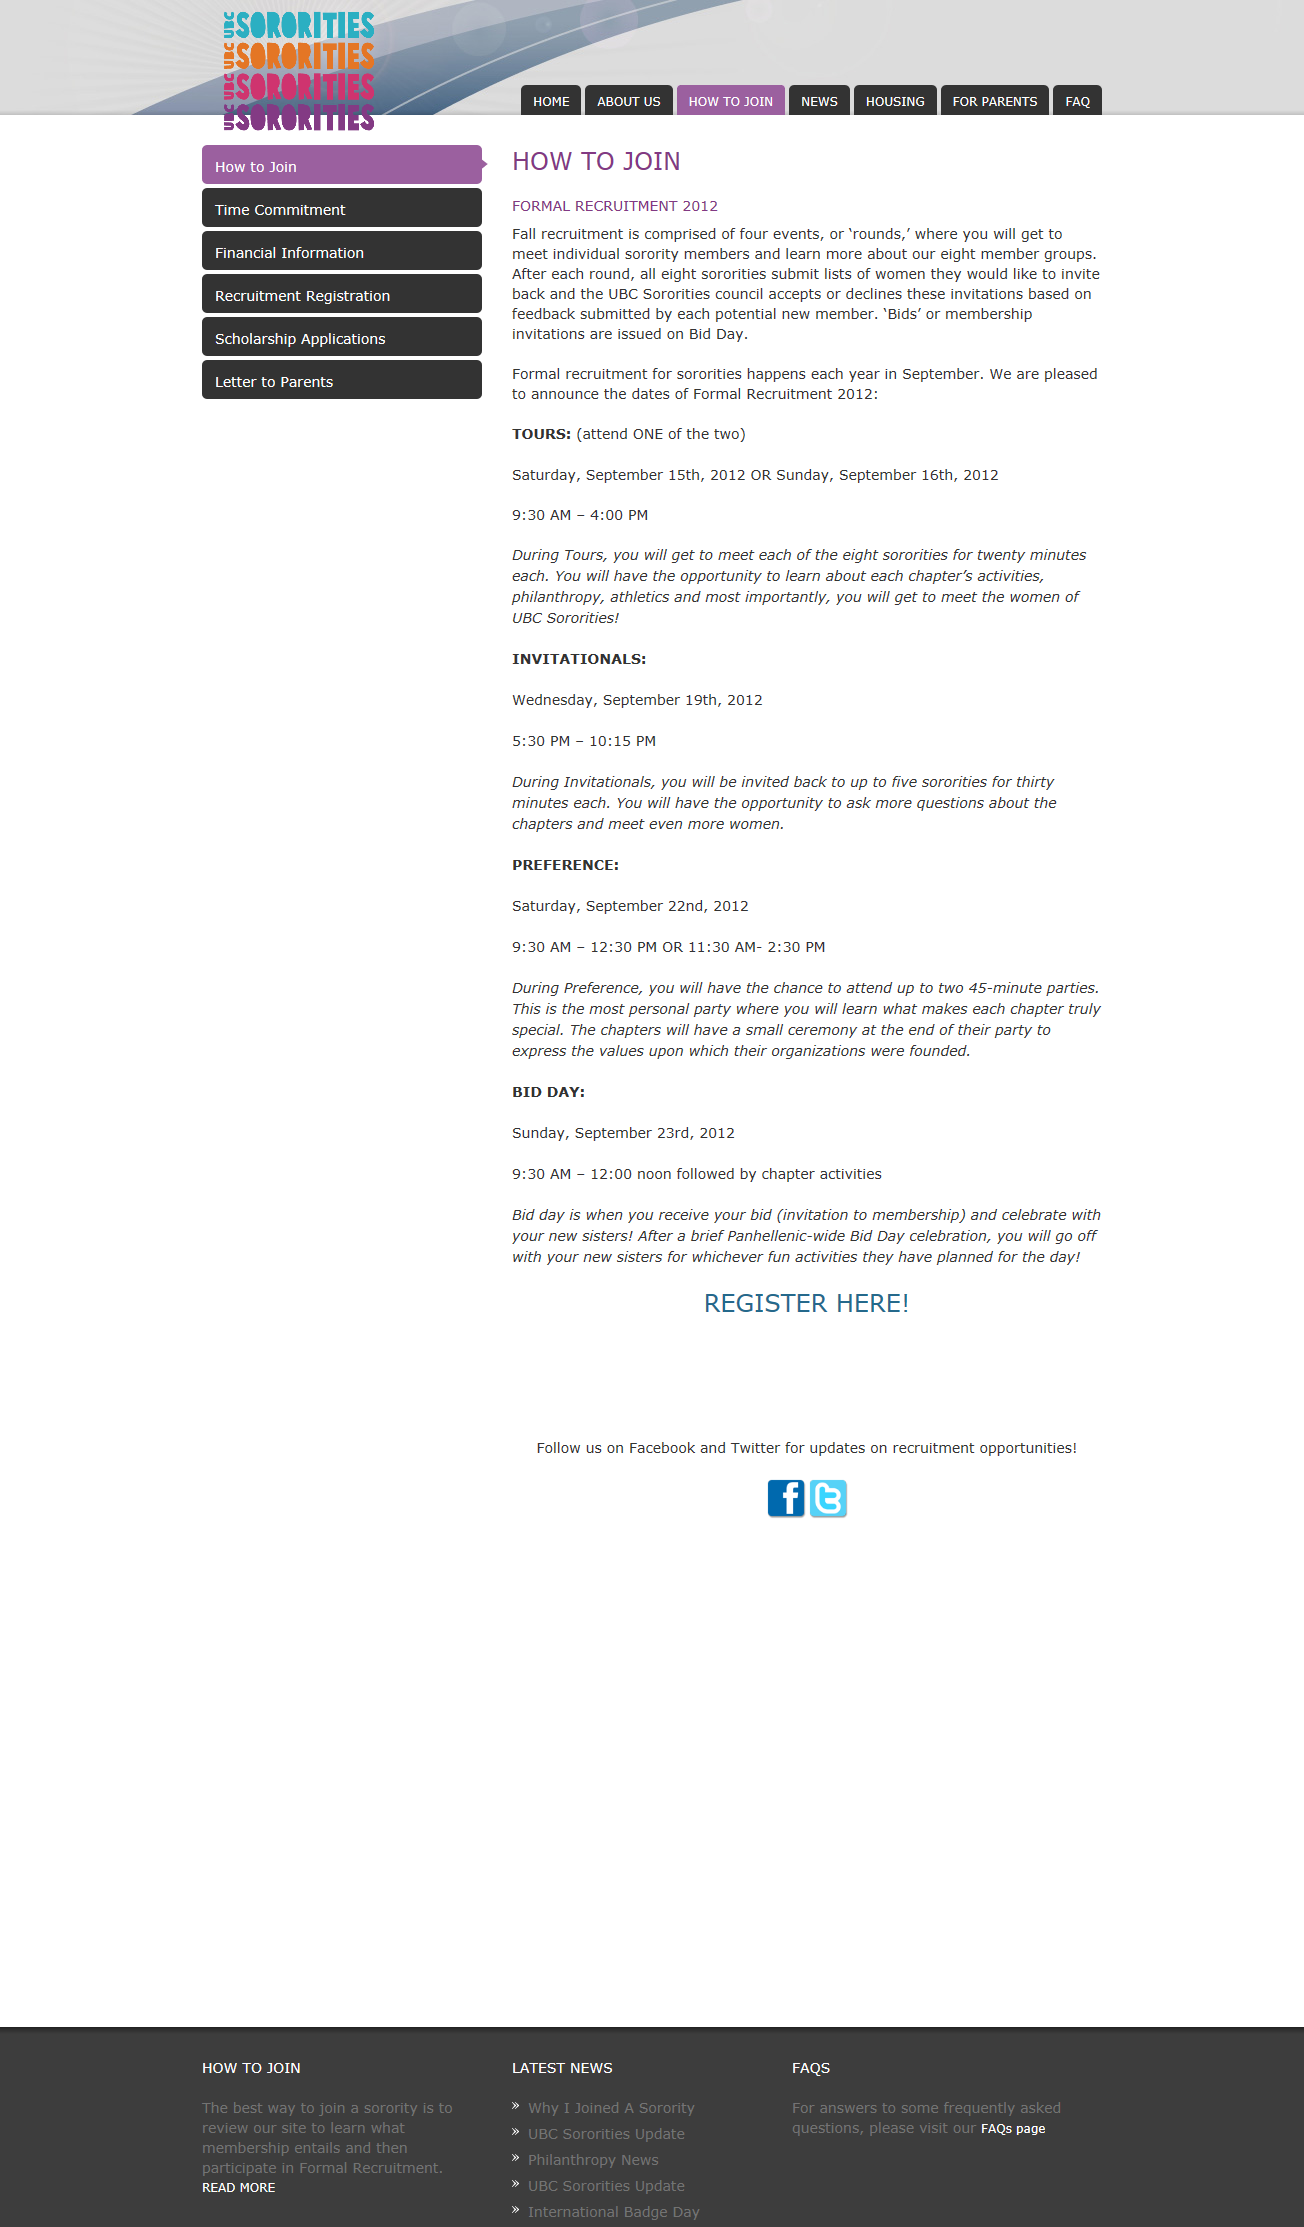 UBC SORORITIES
UBC SORORITIES
UBC SORORITIES
UBC SORORITIES
HOME
ABOUT US
HOW TO JOIN
NEWS
HOUSING
FOR PARENTS
FAQ
How to Join
Time Commitment
Financial Information
Recruitment Registration
Scholarship Applications
Letter to Parents
HOW TO JOIN
FORMAL RECRUITMENT 2012
Fall recruitment is comprised of four events, or ‘rounds,’ where you will get to
meet individual sorority members and learn more about our eight member groups.
After each round, all eight sororities submit lists of women they would like to invite
back and the UBC Sororities council accepts or declines these invitations based on
feedback submitted by each potential new member. ‘Bids’ or membership
invitations are issued on Bid Day.
Formal recruitment for sororities happens each year in September. We are pleased
to announce the dates of Formal Recruitment 2012:
TOURS: (attend ONE of the two)
Saturday, September 15th, 2012 OR Sunday, September 16th, 2012
9:30 AM – 4:00 PM
During Tours, you will get to meet each of the eight sororities for twenty minutes
each. You will have the opportunity to learn about each chapter’s activities,
philanthropy, athletics and most importantly, you will get to meet the women of
UBC Sororities!
INVITATIONALS:
Wednesday, September 19th, 2012
5:30 PM – 10:15 PM
During Invitationals, you will be invited back to up to five sororities for thirty
minutes each. You will have the opportunity to ask more questions about the
chapters and meet even more women.
PREFERENCE:
Saturday, September 22nd, 2012
9:30 AM – 12:30 PM OR 11:30 AM- 2:30 PM
During Preference, you will have the chance to attend up to two 45-minute parties.
This is the most personal party where you will learn what makes each chapter truly
special. The chapters will have a small ceremony at the end of their party to
express the values upon which their organizations were founded.
BID DAY:
Sunday, September 23rd, 2012
9:30 AM – 12:00 noon followed by chapter activities
Bid day is when you receive your bid (invitation to membership) and celebrate with
your new sisters! After a brief Panhellenic-wide Bid Day celebration, you will go off
with your new sisters for whichever fun activities they have planned for the day!
REGISTER HERE!
Follow us on Facebook and Twitter for updates on recruitment opportunities!
f t
HOW TO JOIN
The best way to join a sorority is to
review our site to learn what
membership entails and then
participate in Formal Recruitment.
READ MORE
LATEST NEWS
» Why I Joined A Sorority
» UBC Sororities Update
» Philanthropy News
» UBC Sororities Update
» International Badge Day
FAQS
For answers to some frequently asked
questions, please visit our FAQs page